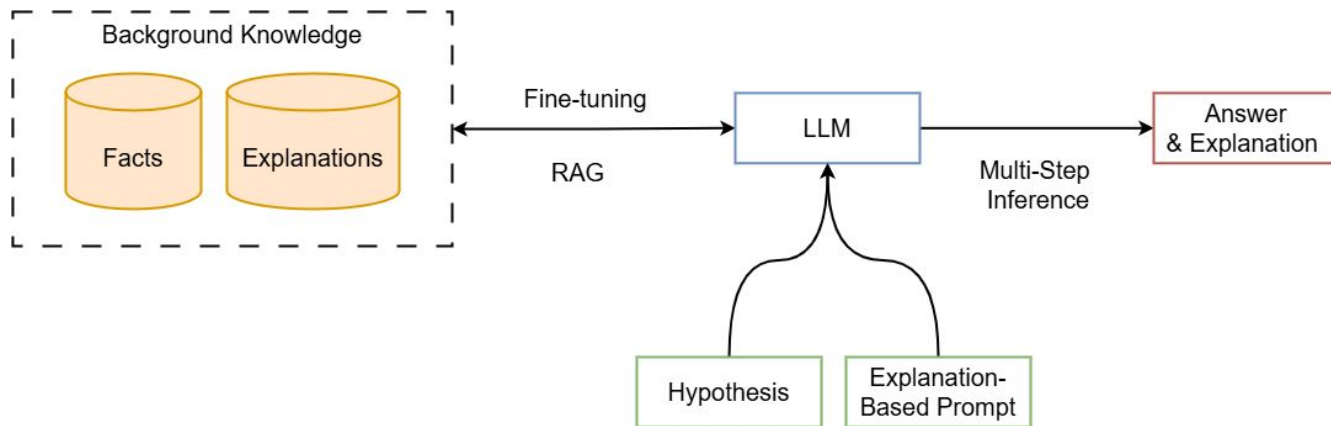 Background Knowledge
Facts
Explanations
Fine-tuning
RAG
LLM
Multi-Step
Inference
Answer
& Explanation
Hypothesis
Explanation-
Based Prompt